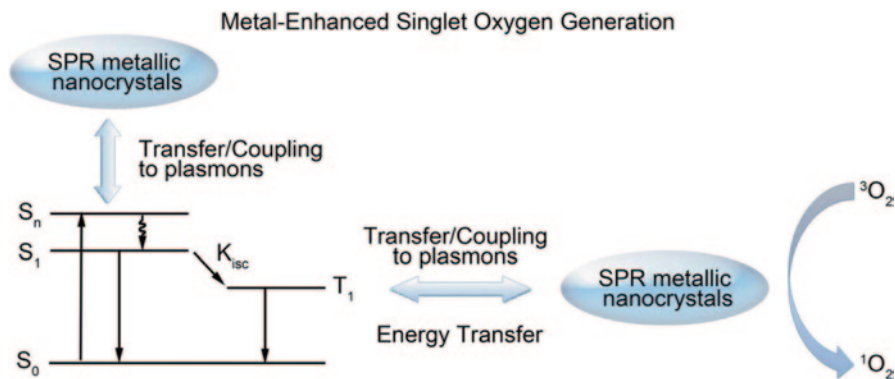 Metal-Enhanced Singlet Oxygen Generation
SPR metallic
nanocrystals
Transfer/Coupling
to plasmons
Sn
S1
Kisc
T1
S0
Transfer/Coupling
to plasmons
Energy Transfer
SPR metallic
nanocrystals
³O₂
¹O₂